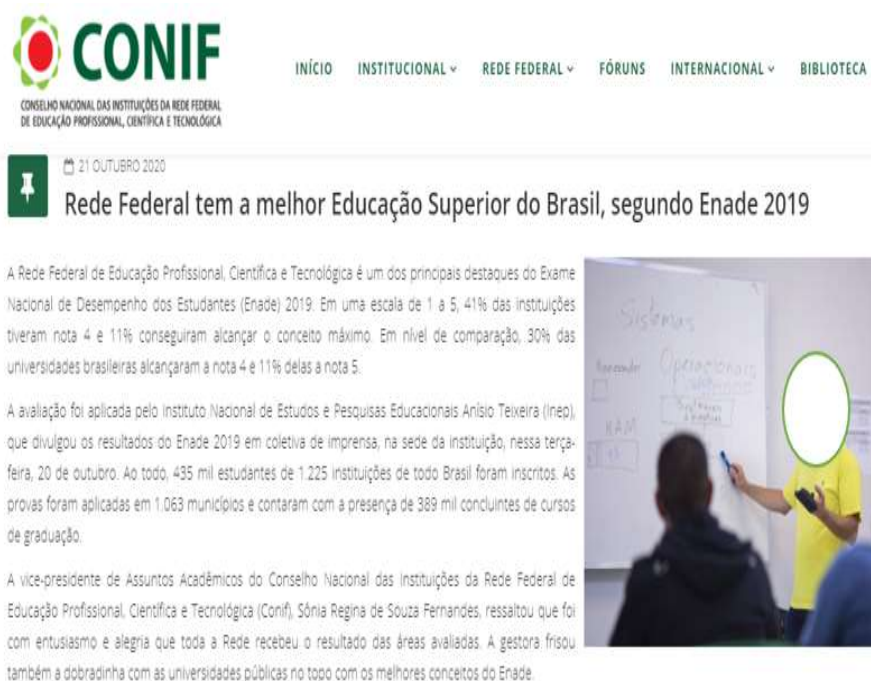 CONIF
CONSELHO NACIONAL DAS INSTITUIÇÕES DA REDE FEDERAL
DE EDUCAÇÃO PROFISSIONAL, CIENTÍFICA E TECNOLÓGICA
INÍCIO INSTITUCIONAL REDE FEDERAL FÓRUNS INTERNACIONAL BIBLIOTECA
21 OUTUBRO 2020
Rede Federal tem a melhor Educação Superior do Brasil, segundo Enade 2019
A Rede Federal de Educação Profissional, Científica e Tecnológica é um dos principais destaques do Exame
Nacional de Desempenho dos Estudantes (Enade) 2019. Em uma escala de 1 a 5, 41% das instituições
tiveram nota 4 e 11% conseguiram alcançar o conceito máximo. Em nível de comparação, 30% das
universidades brasileiras alcançaram a nota 4 e 11% delas a nota 5.
A avaliação foi aplicada pelo Instituto Nacional de Estudos e Pesquisas Educacionais Anísio Teixeira (Inep),
que divulgou os resultados do Enade 2019 em coletiva de imprensa, na sede da instituição, nessa terça-
feira, 20 de outubro. Ao todo, 435 mil estudantes de 1.225 instituições de todo Brasil foram inscritos. As
provas foram aplicadas em 1.063 municípios e contaram com a presença de 389 mil concluintes de cursos
de graduação.
A vice-presidente de Assuntos Acadêmicos do Conselho Nacional das Instituições da Rede Federal de
Educação Profissional, Científica e Tecnológica (Conif), Sônia Regina de Souza Fernandes, ressaltou que foi
com entusiasmo e alegria que toda a Rede recebeu o resultado das áreas avaliadas. A gestora frisou
também a dobradinha com as universidades públicas no topo com os melhores conceitos do Enade.
Sistemas
Operacionais
RAM